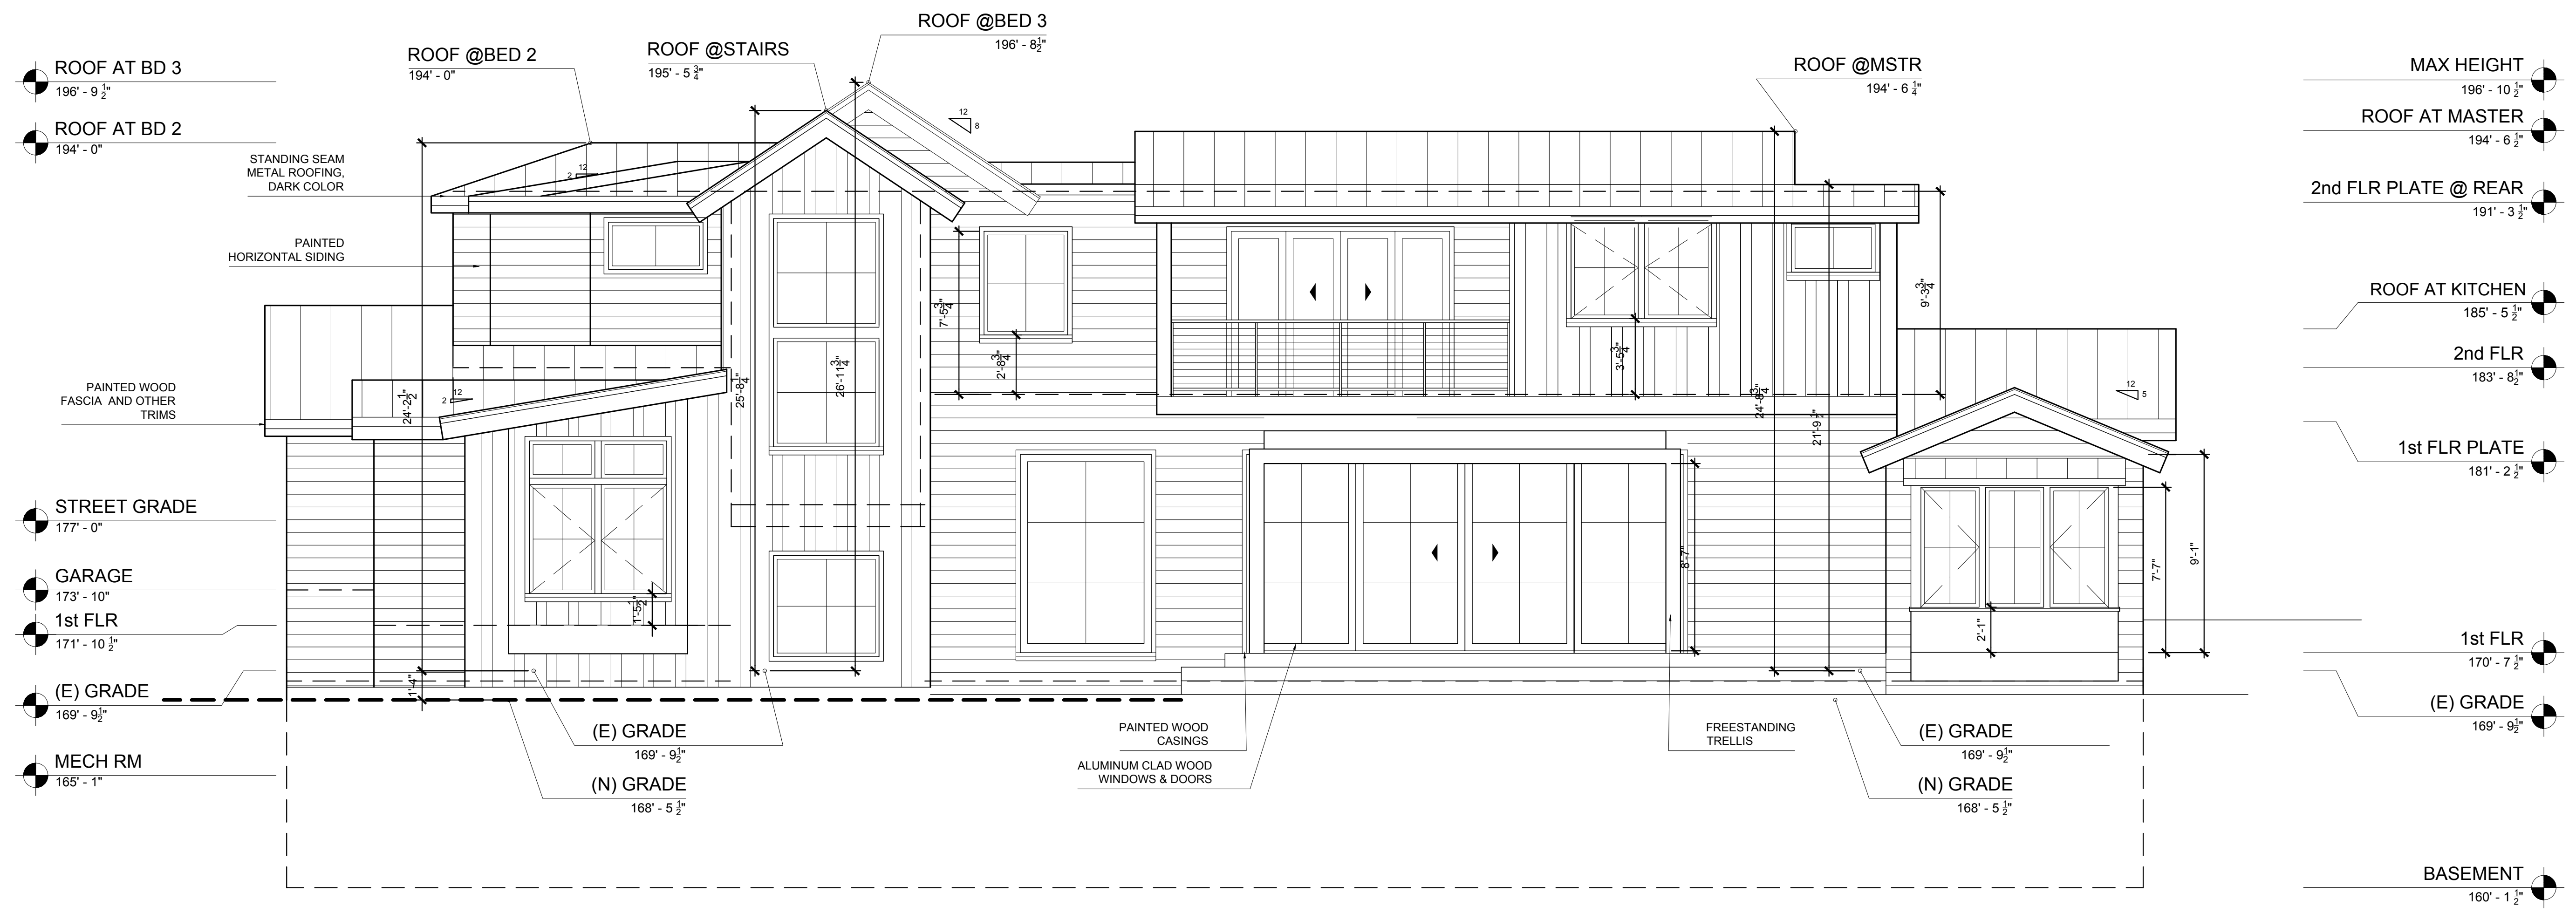 ROOF @BED 3
196' - 8 1/2"
ROOF @BED 2
194' - 0"
ROOF @STAIRS
195' - 5 3/4"
ROOF @MSTR
194' - 6 1/4"
ROOF AT BD 3
196' - 9 1/2"
ROOF AT BD 2
194' - 0"
STANDING SEAM
METAL ROOFING,
DARK COLOR
PAINTED
HORIZONTAL SIDING
PAINTED WOOD
FASCIA AND OTHER
TRIMS
STREET GRADE
177' - 0"
GARAGE
173' - 10"
1st FLR
171' - 10 1/2"
(E) GRADE
169' - 9 1/2"
MECH RM
165' - 1"
12
2
12
8
12
2
12
5
24'-2 1/2"
1'-4"
1'-5 1/2"
25'-8 1/4"
26'-11 3/4"
7'-5 3/4"
2'-8 3/4"
3'-5 3/4"
8'-7"
24'-8 3/4"
21'-9 1/2"
9'-3 3/4"
2'-1"
7'-7"
9'-1"
(E) GRADE
169' - 9 1/2"
(N) GRADE
168' - 5 1/2"
PAINTED WOOD
CASINGS
ALUMINUM CLAD WOOD
WINDOWS & DOORS
FREESTANDING
TRELLIS
(E) GRADE
169' - 9 1/2"
(N) GRADE
168' - 5 1/2"
MAX HEIGHT
196' - 10 1/2"
ROOF AT MASTER
194' - 6 1/2"
2nd FLR PLATE @ REAR
191' - 3 1/2"
ROOF AT KITCHEN
185' - 5 1/2"
2nd FLR
183' - 8 1/2"
1st FLR PLATE
181' - 2 1/2"
1st FLR
170' - 7 1/2"
(E) GRADE
169' - 9 1/2"
BASEMENT
160' - 1 1/2"